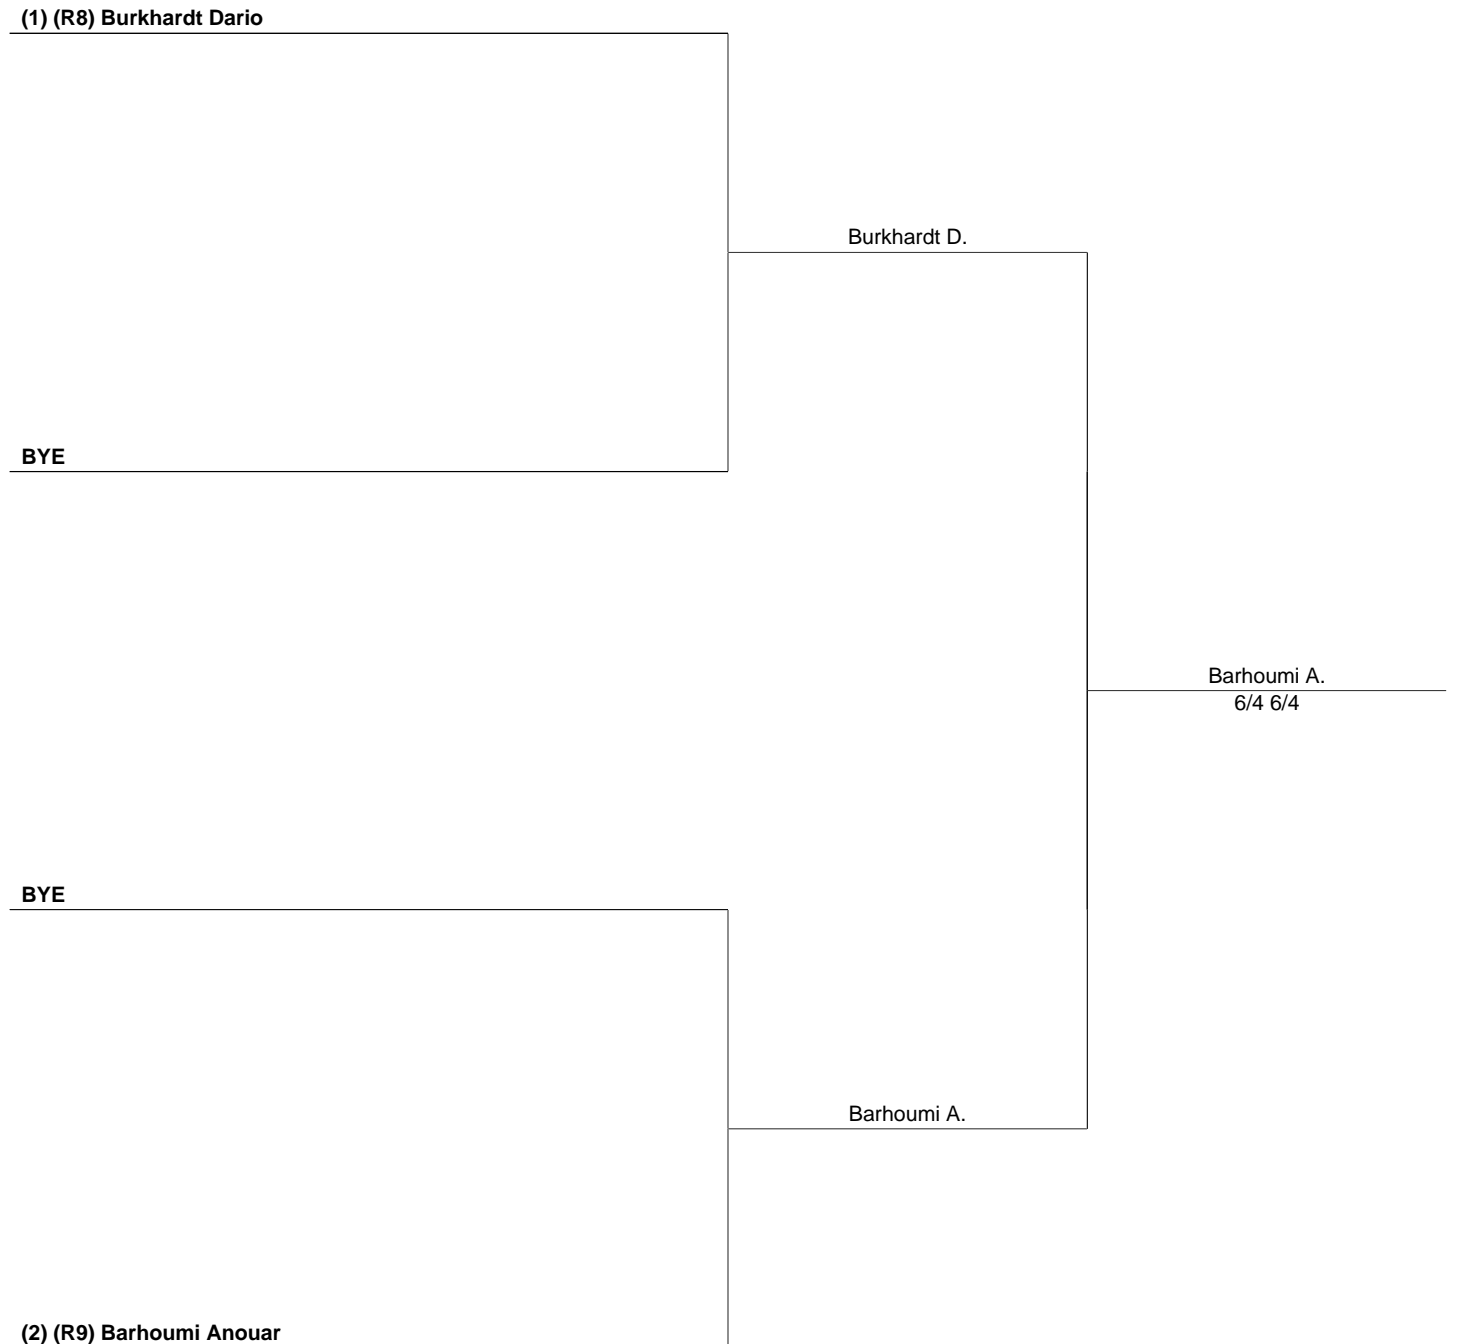 (1) (R8) Burkhardt Dario
Burkhardt D.
BYE
Barhoumi A.
6/4 6/4
BYE
Barhoumi A.
(2) (R9) Barhoumi Anouar